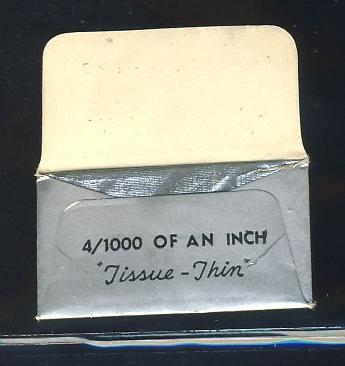 4/1000 OF AN INCH
"Tissue-Thin"